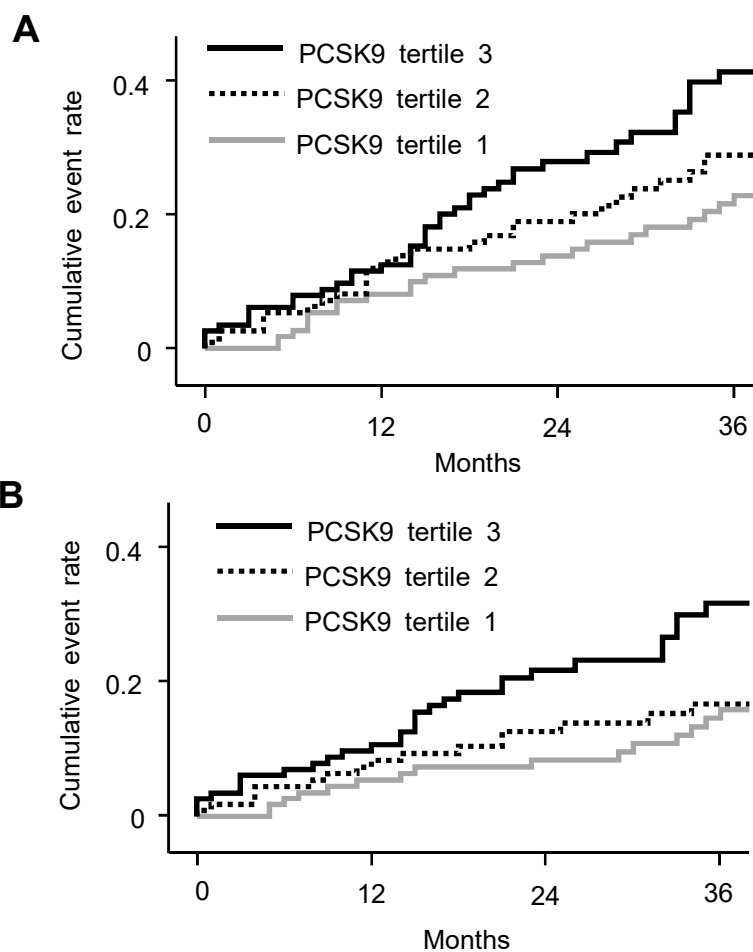 A
PCSK9 tertile 3
PCSK9 tertile 2
PCSK9 tertile 1
Cumulative event rate
0.4
0.2
0
0 12 24 36
Months
B
PCSK9 tertile 3
PCSK9 tertile 2
PCSK9 tertile 1
Cumulative event rate
0.4
0.2
0
0 12 24 36
Months